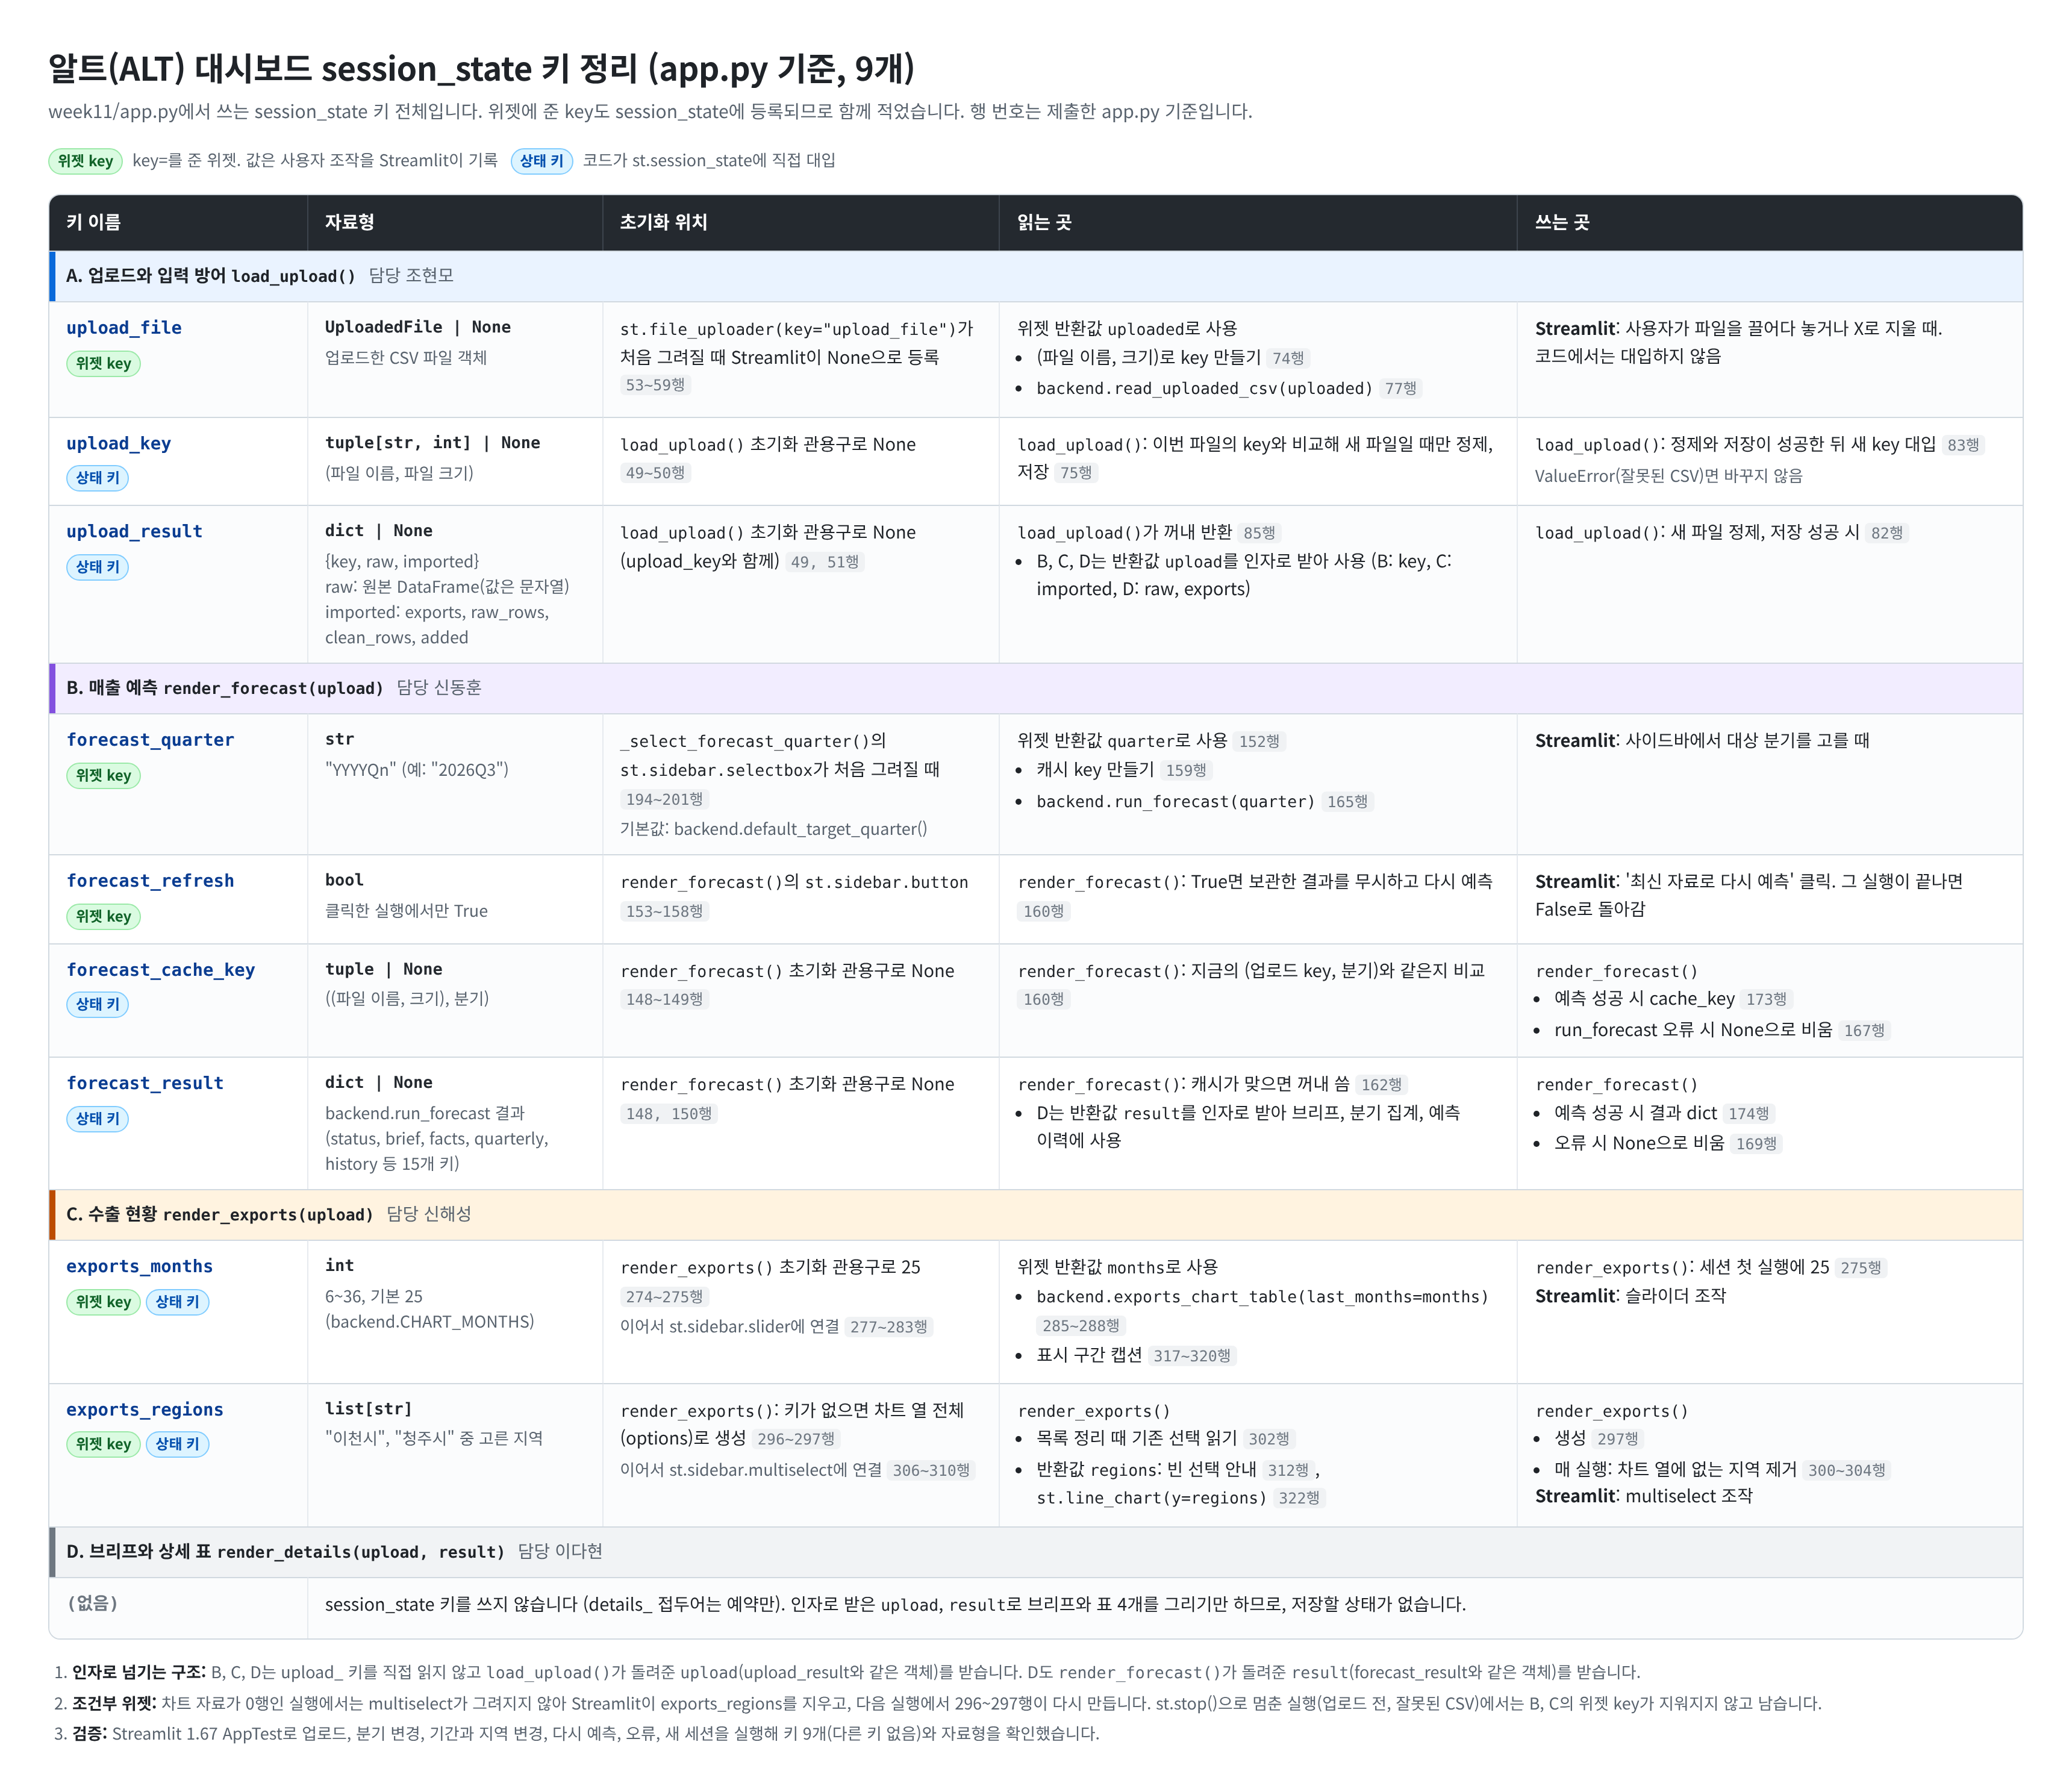 알트(ALT) 대시보드 session_state 키 정리 (app.py 기준, 9개)
week11/app.py에서 쓰는 session_state 키 전체입니다. 위젯에 준 key도 session_state에 등록되므로 함께 적었습니다. 행 번호는 제출한 app.py 기준입니다.
위젯 key key=를 준 위젯. 값은 사용자 조작을 Streamlit이 기록 상태 키 코드가 st.session_state에 직접 대입
키 이름 자료형 초기화 위치 읽는 곳 쓰는 곳
A. 업로드와 입력 방어 load_upload() 담당 조현모
upload_file
위젯 key
UploadedFile | None
업로드한 CSV 파일 객체
st.file_uploader(key="upload_file")가
처음 그려질 때 Streamlit이 None으로 등록
53~59행
위젯 반환값 uploaded로 사용
• (파일 이름, 크기)로 key 만들기 74행
• backend.read_uploaded_csv(uploaded) 77행
Streamlit: 사용자가 파일을 끌어다 놓거나 X로 지울 때.
코드에서는 대입하지 않음
upload_key
상태 키
tuple[str, int] | None
(파일 이름, 파일 크기)
load_upload() 초기화 관용구로 None
49~50행
load_upload(): 이번 파일의 key와 비교해 새 파일일 때만 정제,
저장 75행
load_upload(): 정제와 저장이 성공한 뒤 새 key 대입 83행
ValueError(잘못된 CSV)면 바꾸지 않음
upload_result
상태 키
dict | None
{key, raw, imported}
raw: 원본 DataFrame(값은 문자열)
imported: exports, raw_rows,
clean_rows, added
load_upload() 초기화 관용구로 None
(upload_key와 함께) 49, 51행
load_upload()가 꺼내 반환 85행
• B, C, D는 반환값 upload를 인자로 받아 사용 (B: key, C:
imported, D: raw, exports)
load_upload(): 새 파일 정제, 저장 성공 시 82행
B. 매출 예측 render_forecast(upload) 담당 신동훈
forecast_quarter
위젯 key
str
"YYYYQn" (예: "2026Q3")
_select_forecast_quarter()의
st.sidebar.selectbox가 처음 그려질 때
194~201행
기본값: backend.default_target_quarter()
위젯 반환값 quarter로 사용 152행
• 캐시 key 만들기 159행
• backend.run_forecast(quarter) 165행
Streamlit: 사이드바에서 대상 분기를 고를 때
forecast_refresh
위젯 key
bool
클릭한 실행에서만 True
render_forecast()의 st.sidebar.button
153~158행
render_forecast(): True면 보관한 결과를 무시하고 다시 예측
160행
Streamlit: '최신 자료로 다시 예측' 클릭. 그 실행이 끝나면
False로 돌아감
forecast_cache_key
상태 키
tuple | None
((파일 이름, 크기), 분기)
render_forecast() 초기화 관용구로 None
148~149행
render_forecast(): 지금의 (업로드 key, 분기)와 같은지 비교
160행
render_forecast()
• 예측 성공 시 cache_key 173행
• run_forecast 오류 시 None으로 비움 167행
forecast_result
상태 키
dict | None
backend.run_forecast 결과
(status, brief, facts, quarterly,
history 등 15개 키)
render_forecast() 초기화 관용구로 None
148, 150행
render_forecast(): 캐시가 맞으면 꺼내 씀 162행
• D는 반환값 result를 인자로 받아 브리프, 분기 집계, 예측
이력에 사용
render_forecast()
• 예측 성공 시 결과 dict 174행
• 오류 시 None으로 비움 169행
C. 수출 현황 render_exports(upload) 담당 신해성
exports_months
위젯 key 상태 키
int
6~36, 기본 25
(backend.CHART_MONTHS)
render_exports() 초기화 관용구로 25
274~275행
이어서 st.sidebar.slider에 연결 277~283행
위젯 반환값 months로 사용
• backend.exports_chart_table(last_months=months)
285~288행
• 표시 구간 캡션 317~320행
render_exports(): 세션 첫 실행에 25 275행
Streamlit: 슬라이더 조작
exports_regions
위젯 key 상태 키
list[str]
"이천시", "청주시" 중 고른 지역
render_exports(): 키가 없으면 차트 열 전체
(options)로 생성 296~297행
이어서 st.sidebar.multiselect에 연결 306~310행
render_exports()
• 목록 정리 때 기존 선택 읽기 302행
• 반환값 regions: 빈 선택 안내 312행,
st.line_chart(y=regions) 322행
render_exports()
• 생성 297행
• 매 실행: 차트 열에 없는 지역 제거 300~304행
Streamlit: multiselect 조작
D. 브리프와 상세 표 render_details(upload, result) 담당 이다현
(없음) session_state 키를 쓰지 않습니다 (details_ 접두어는 예약만). 인자로 받은 upload, result로 브리프와 표 4개를 그리기만 하므로, 저장할 상태가 없습니다.
1. 인자로 넘기는 구조: B, C, D는 upload_ 키를 직접 읽지 않고 load_upload()가 돌려준 upload(upload_result와 같은 객체)를 받습니다. D도 render_forecast()가 돌려준 result(forecast_result와 같은 객체)를 받습니다.
2. 조건부 위젯: 차트 자료가 0행인 실행에서는 multiselect가 그려지지 않아 Streamlit이 exports_regions를 지우고, 다음 실행에서 296~297행이 다시 만듭니다. st.stop()으로 멈춘 실행(업로드 전, 잘못된 CSV)에서는 B, C의 위젯 key가 지워지지 않고 남습니다.
3. 검증: Streamlit 1.67 AppTest로 업로드, 분기 변경, 기간과 지역 변경, 다시 예측, 오류, 새 세션을 실행해 키 9개(다른 키 없음)와 자료형을 확인했습니다.